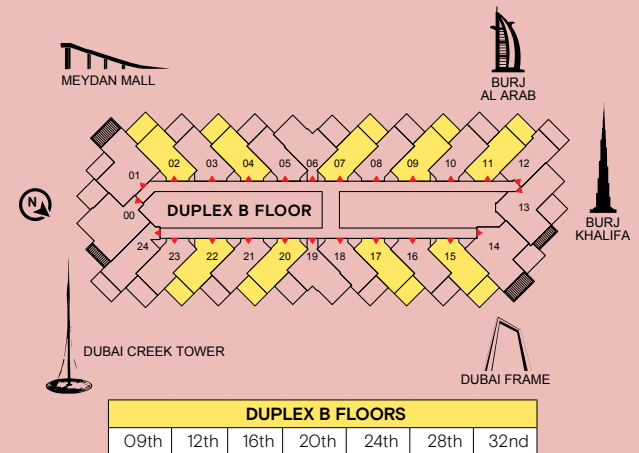 MEYDAN MALL
BURJ
AL ARAB
02 03 04 05 06 07 08 09 10 11 12
01
N
00
DUPLEX B FLOOR
13
BURJ
KHALIFA
24 23 22 21 20 19 18 17 16 15 14
DUBAI CREEK TOWER
DUBAI FRAME
DUPLEX B FLOORS
09th 12th 16th 20th 24th 28th 32nd